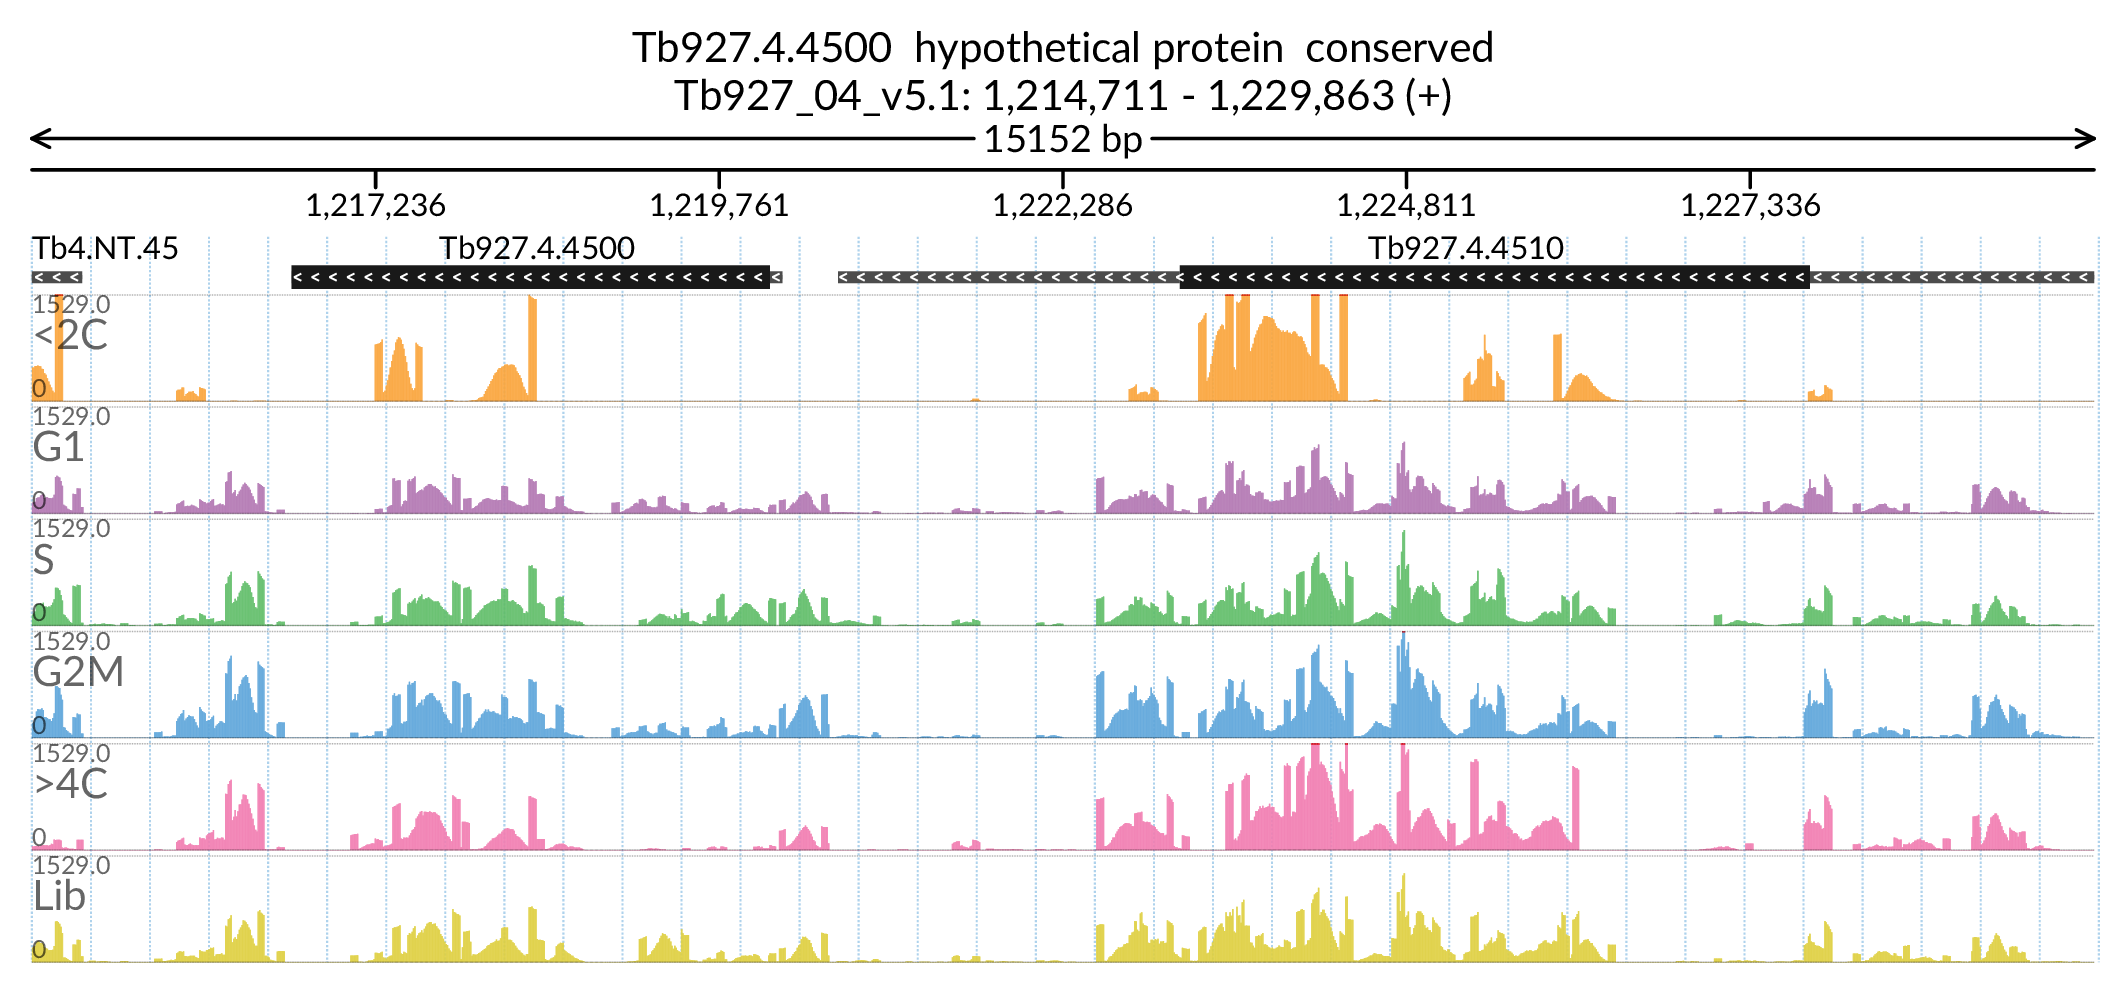 Tb927.4.4500  hypothetical protein  conserved
Tb927_04_v5.1: 1,214,711 - 1,229,863 (+)
15152 bp
1,217,236 1,219,761 1,222,286 1,224,811 1,227,336
Tb4.NT.45 Tb927.4.4500 Tb927.4.4510
1529.0
<2C
0
1529.0
G1
0
1529.0
S
0
1529.0
G2M
0
1529.0
>4C
0
1529.0
Lib
0